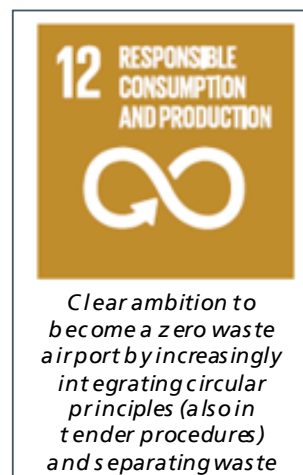 12 RESPONSIBLE
CONSUMPTION
AND PRODUCTION
Clear ambition to
become a zero waste
airport by increasingly
integrating circular
principles (also in
tender procedures)
and separating waste